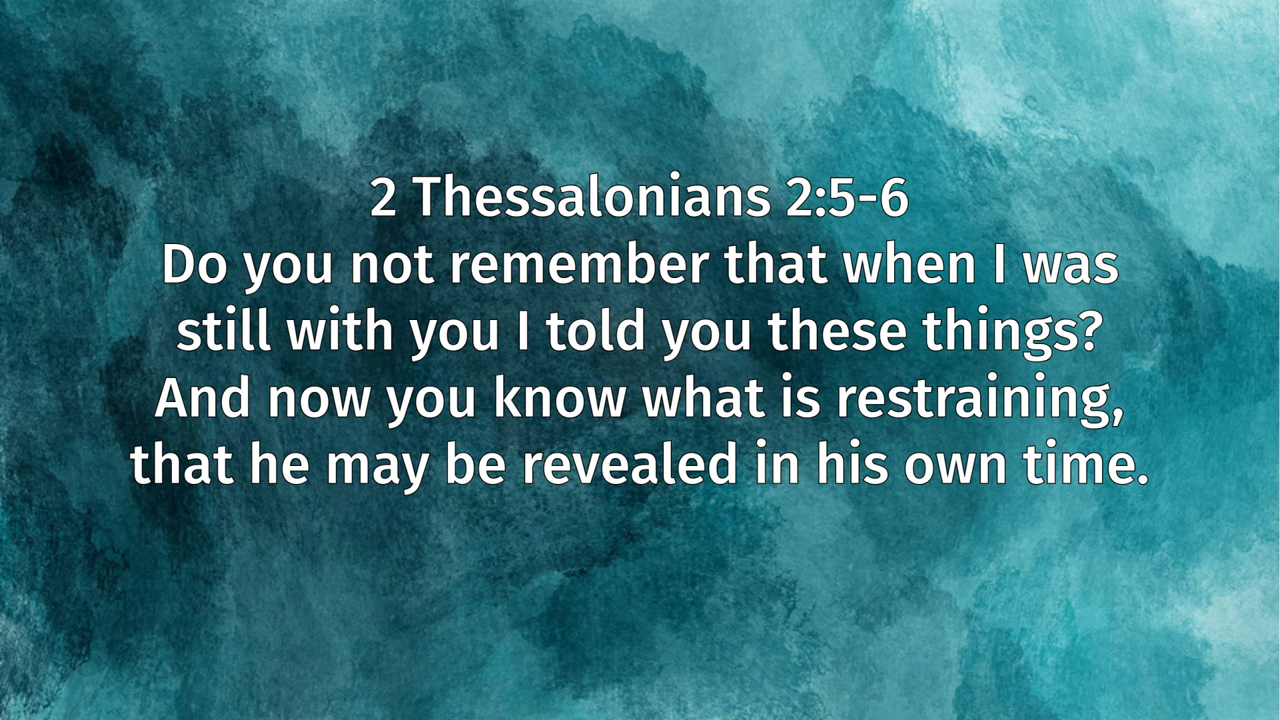 2 Thessalonians 2:5-6
Do you not remember that when I was
still with you I told you these things?
And now you know what is restraining,
that he may be revealed in his own time.